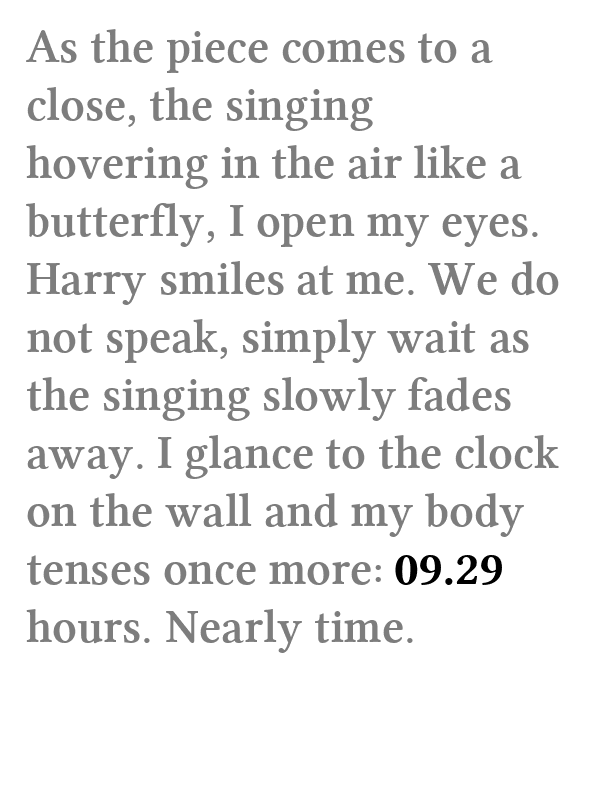 As the piece comes to a
close, the singing
hovering in the air like a
butterfly, I open my eyes.
Harry smiles at me. We do
not speak, simply wait as
the singing slowly fades
away. I glance to the clock
on the wall and my body
tenses once more: 09.29
hours. Nearly time.